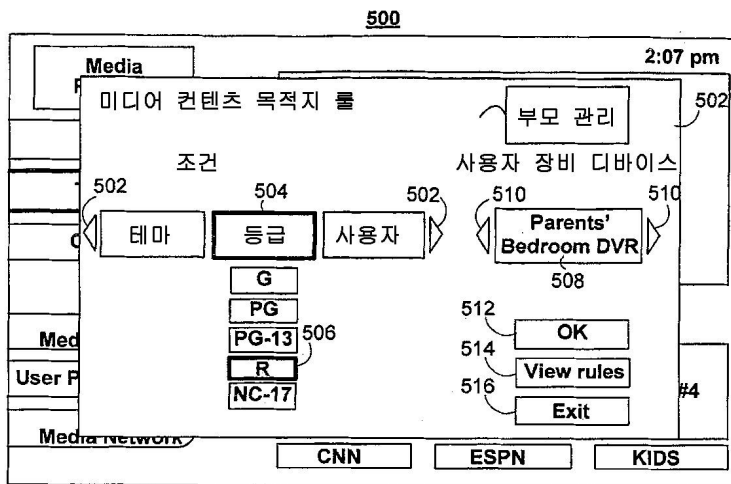 500
2:07 pm
Media
미디어 컨텐츠 목적지 룰
부모 관리
502
조건
사용자 장비 디바이스
502
504
502
510
510
테마
등급
사용자
Parents'
Bedroom DVR
508
G
PG
PG-13
506
R
NC-17
512
OK
514
View rules
516
Exit
Med
User P
#4
Media Network
CNN
ESPN
KIDS